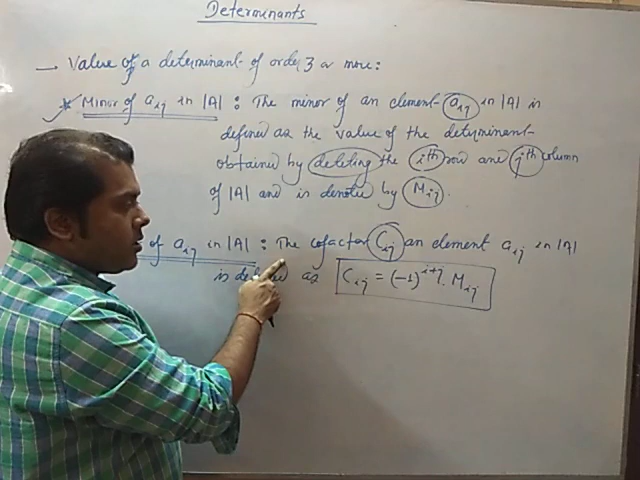 Determinants
— Value of a determinant of order 3 or more:
* Minor of aij in |A| : The minor of an element aij in |A| is
defined as the value of the determinant
obtained by deleting the ith row and jth column
of |A| and is denoted by Mij.
of aij in |A| : The cofactor Cij an element aij in |A|
is defined as Cij = (-1)^i+j . Mij